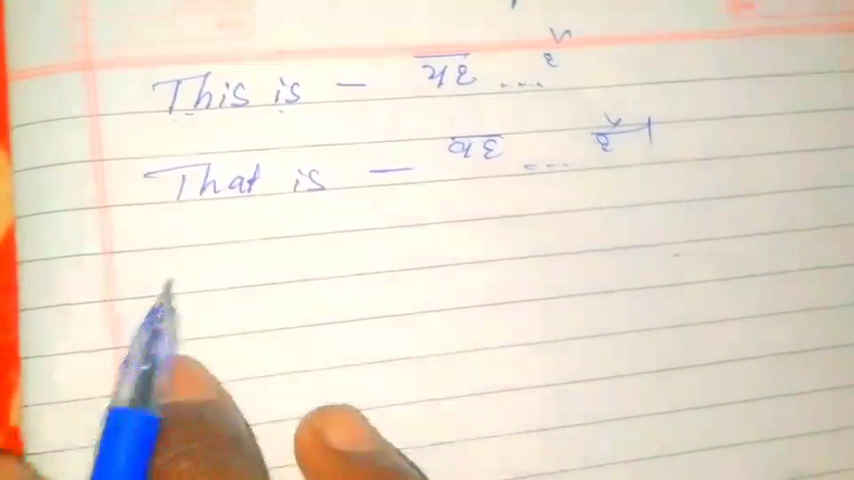 This is - यह ... है
That is - वह ... है।